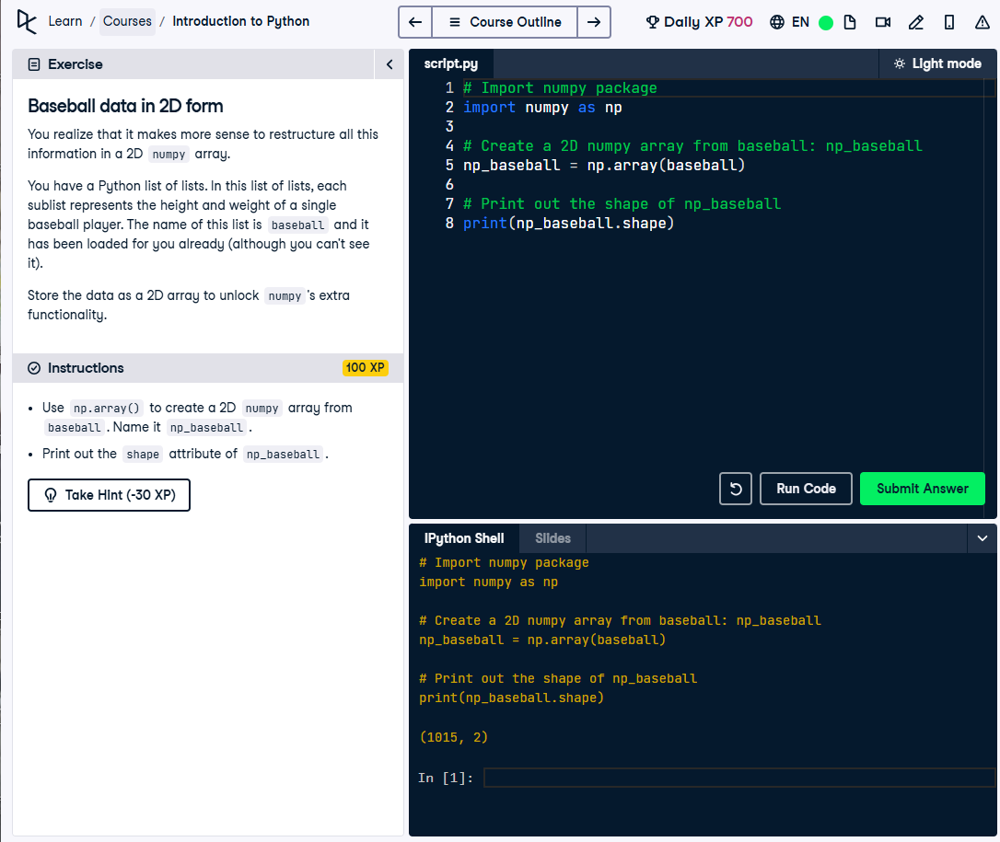 Learn / Courses / Introduction to Python
Course Outline
Daily XP 700
EN
Exercise
Baseball data in 2D form
You realize that it makes more sense to restructure all this
information in a 2D numpy array.
You have a Python list of lists. In this list of lists, each
sublist represents the height and weight of a single
baseball player. The name of this list is baseball and it
has been loaded for you already (although you can't see
it).
Store the data as a 2D array to unlock numpy 's extra
functionality.
Instructions
100 XP
• Use np.array() to create a 2D numpy array from
baseball . Name it np_baseball .
• Print out the shape attribute of np_baseball .
Take Hint (-30 XP)
script.py
Light mode
1 # Import numpy package
2 import numpy as np
3
4 # Create a 2D numpy array from baseball: np_baseball
5 np_baseball = np.array(baseball)
6
7 # Print out the shape of np_baseball
8 print(np_baseball.shape)
Run Code
Submit Answer
IPython Shell
Slides
# Import numpy package
import numpy as np
# Create a 2D numpy array from baseball: np_baseball
np_baseball = np.array(baseball)
# Print out the shape of np_baseball
print(np_baseball.shape)
(1015, 2)
In [1]: